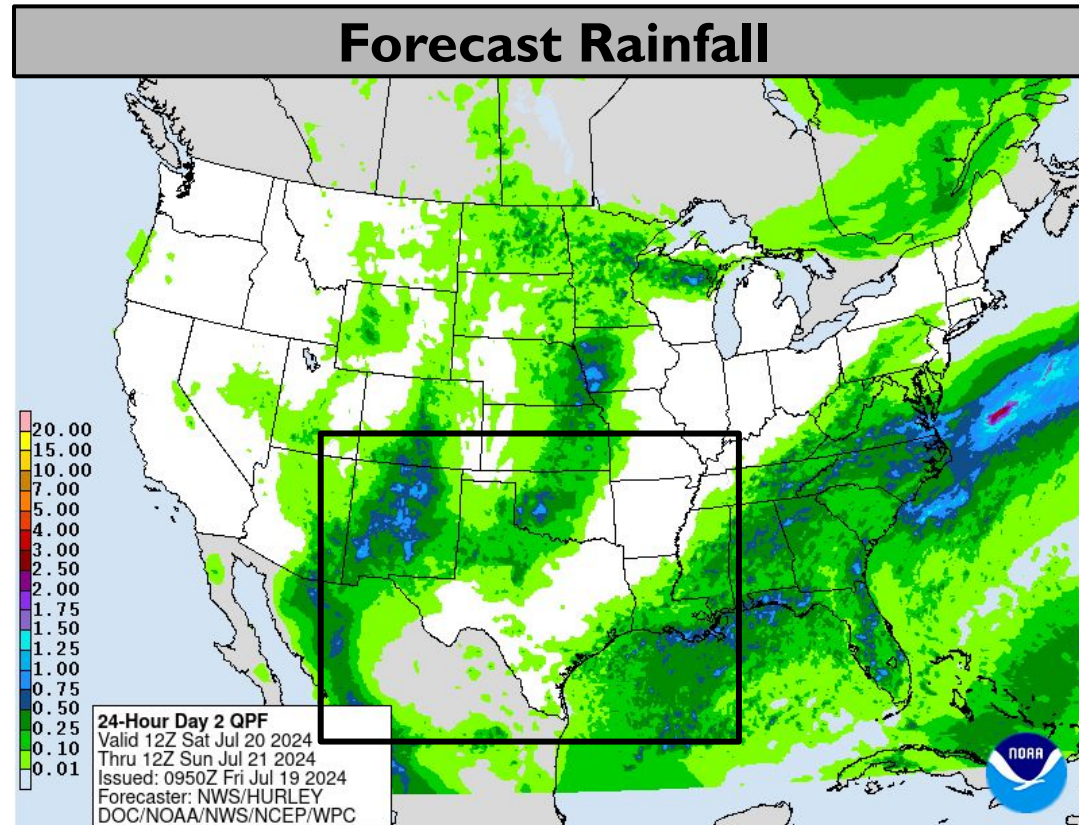 Forecast Rainfall
20.00
15.00
10.00
7.00
5.00
4.00
3.00
2.50
2.00
1.75
1.50
1.25
1.00
0.75
0.50
0.25
0.10
0.01
24-Hour Day 2 QPF
Valid 12Z Sat Jul 20 2024
Thru 12Z Sun Jul 21 2024
Issued: 0950Z Fri Jul 19 2024
Forecaster: NWS/HURLEY
DOC/NOAA/NWS/NCEP/WPC
NOAA